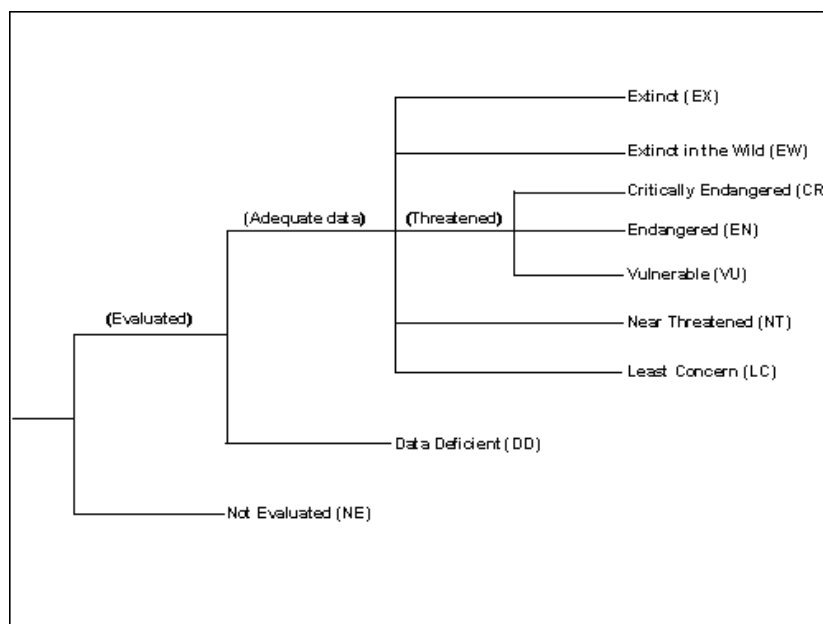 Extinct (EX)
Extinct in the Wild (EW)
Critically Endangered (CR
(Adequate data)
(Threatened)
Endangered (EN)
Vulnerable (VU)
(Evaluated)
Near Threatened (NT)
Least Concern (LC)
Data Deficient (DD)
Not Evaluated (NE)